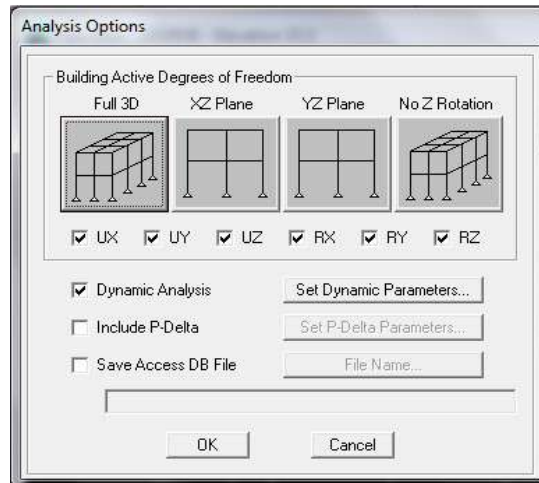 Analysis Options
Building Active Degrees of Freedom
Full 3D XZ Plane YZ Plane No Z Rotation
UX UY UZ RX RY RZ
Dynamic Analysis Set Dynamic Parameters...
Include P-Delta Set P-Delta Parameters...
Save Access DB File File Name...
OK Cancel